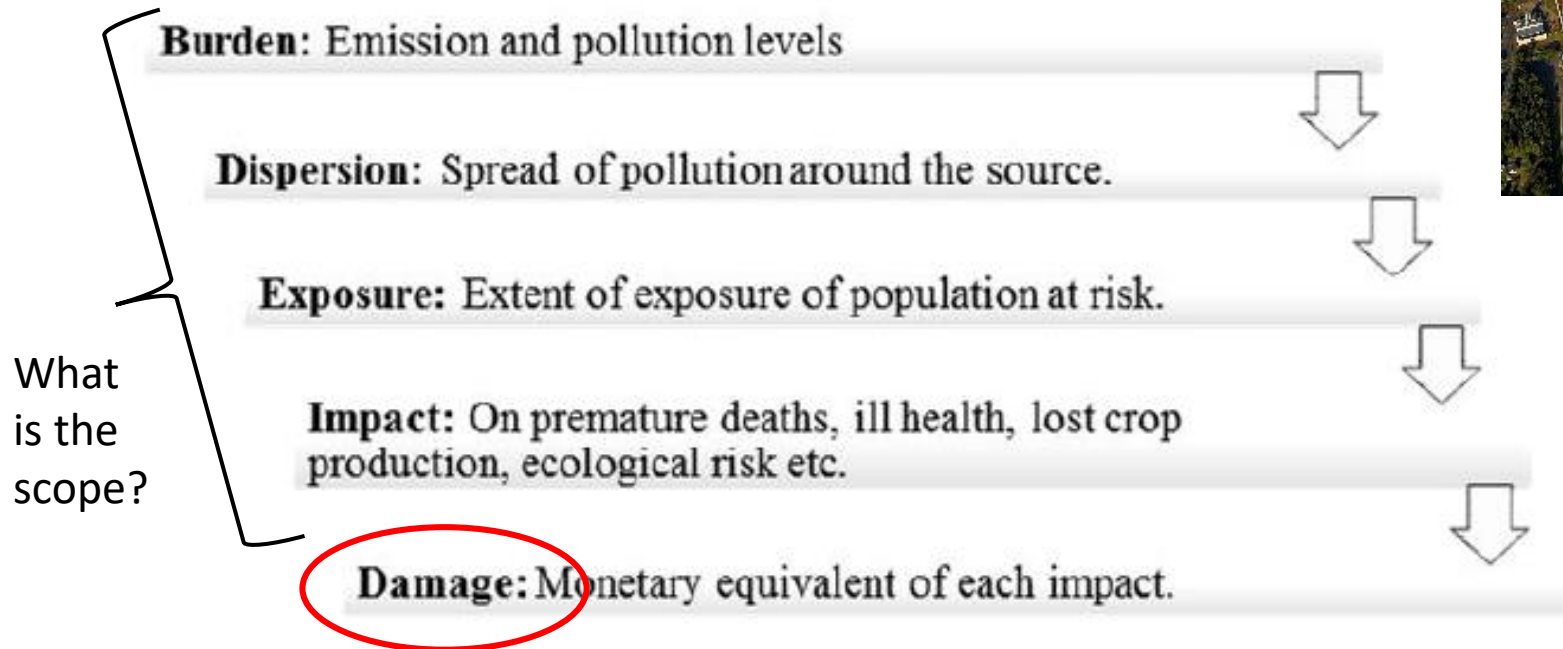 Burden: Emission and pollution levels
Dispersion: Spread of pollution around the source.
Exposure: Extent of exposure of population at risk.
What
is the
scope?
Impact: On premature deaths, ill health, lost crop
production, ecological risk etc.
Damage: Monetary equivalent of each impact.